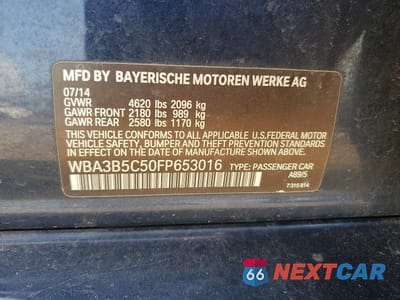 MFD BY BAYERISCHE MOTOREN WERKE AG
07/14
GVWR 4620 lbs 2096 kg
GAWR FRONT 2180 lbs 989 kg
GAWR REAR 2580 lbs 1170 kg
THIS VEHICLE CONFORMS TO ALL APPLICABLE U.S.FEDERAL MOTOR
VEHICLE SAFETY, BUMPER, AND THEFT PREVENTION STANDARDS
IN EFFECT ON THE DATE OF MANUFACTURE SHOWN ABOVE.
WBA3B5C50FP653016 TYPE: PASSENGER CAR
A89/5
66 NEXTCAR